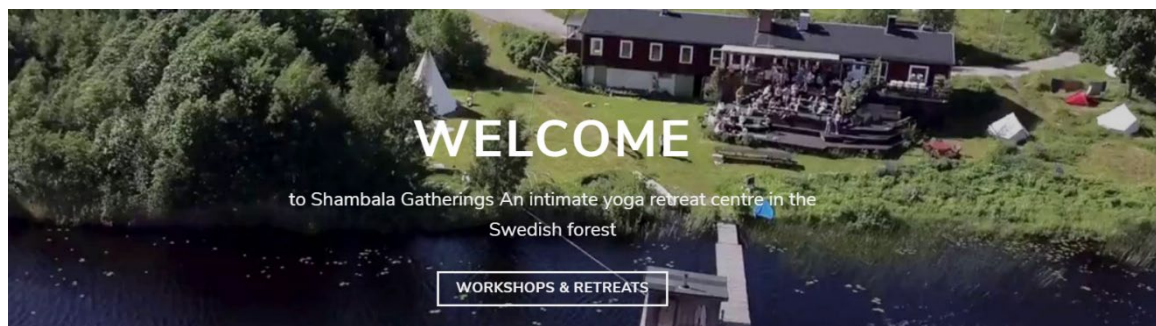 WELCOME
to Shambala Gatherings An intimate yoga retreat centre in the
Swedish forest
WORKSHOPS & RETREATS